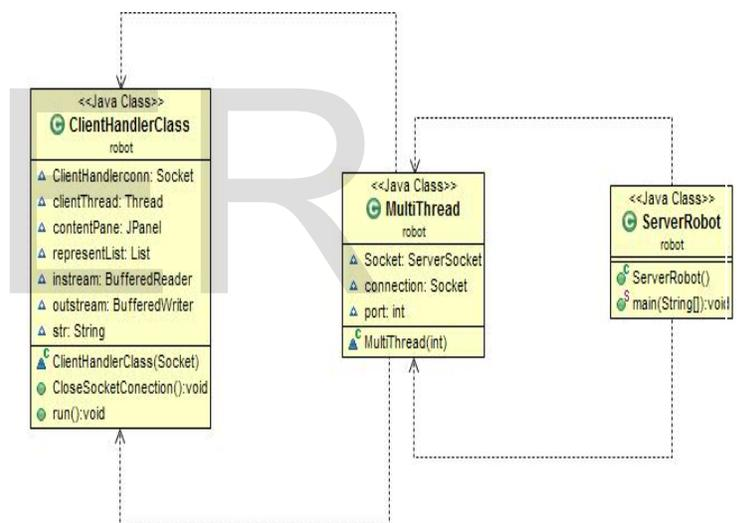 <<Java Class>>
ClientHandlerClass
robot
ClientHandlerconn: Socket
clientThread: Thread
contentPane: JPanel
representList: List
instream: BufferedReader
outstream: BufferedWriter
str: String
ClientHandlerClass(Socket)
CloseSocketConection():void
run():void
<<Java Class>>
MultiThread
robot
Socket: ServerSocket
connection: Socket
port: int
MultiThread(int)
<<Java Class>>
ServerRobot
robot
ServerRobot()
main(String[]):void
ER